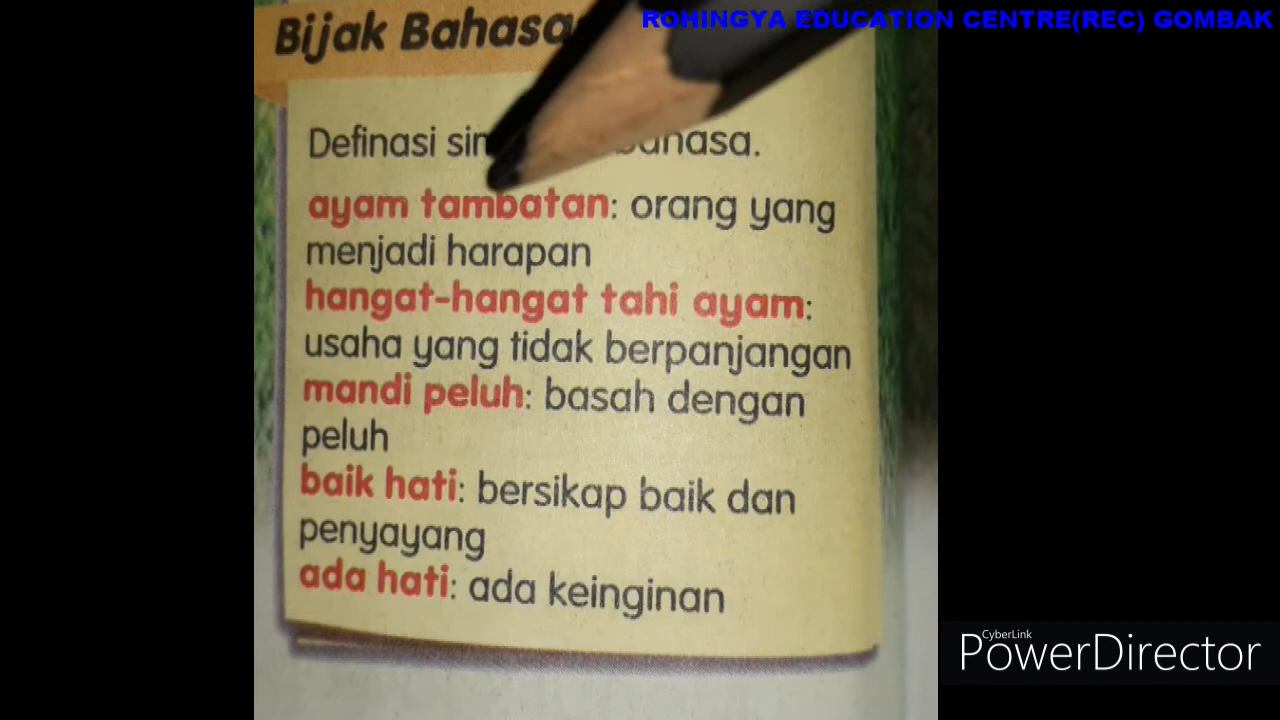 ROHINGYA EDUCATION CENTRE(REC) GOMBAK
Bijak Bahasa
Definasi
ayam tambatan: orang yang
menjadi harapan
hangat-hangat tahi ayam:
usaha yang tidak berpanjangan
mandi peluh: basah dengan
peluh
baik hati: bersikap baik dan
penyayang
ada hati: ada keinginan
CyberLink
PowerDirector